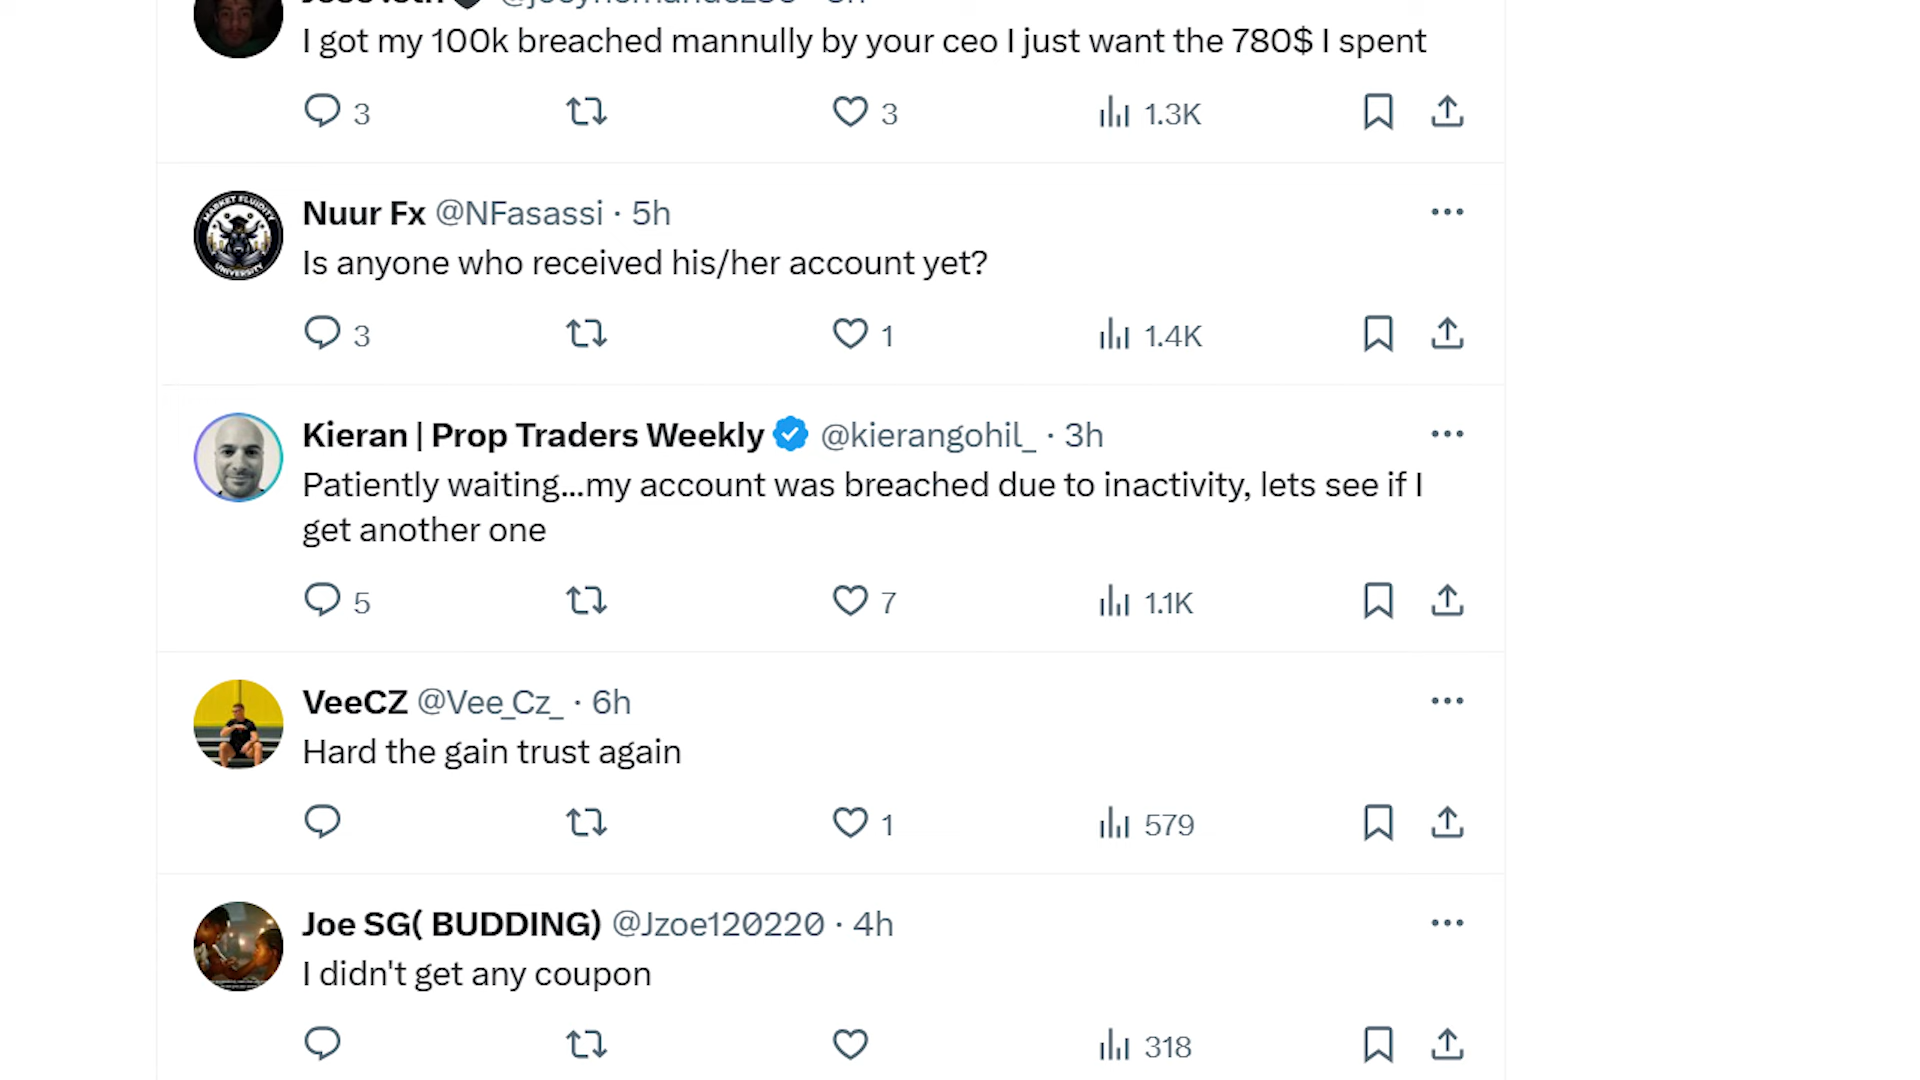 I got my 100k breached mannully by your ceo I just want the 780$ I spent
3 3 1.3K
MARKET FLUIDITY
UNIVERSITY
Nuur Fx @NFasassi · 5h
Is anyone who received his/her account yet?
3 1 1.4K
Kieran | Prop Traders Weekly @kierangohil_ · 3h
Patiently waiting...my account was breached due to inactivity, lets see if I
get another one
5 7 1.1K
VeeCZ @Vee_Cz_ · 6h
Hard the gain trust again
1 579
Joe SG( BUDDING) @Jzoe120220 · 4h
I didn't get any coupon
318